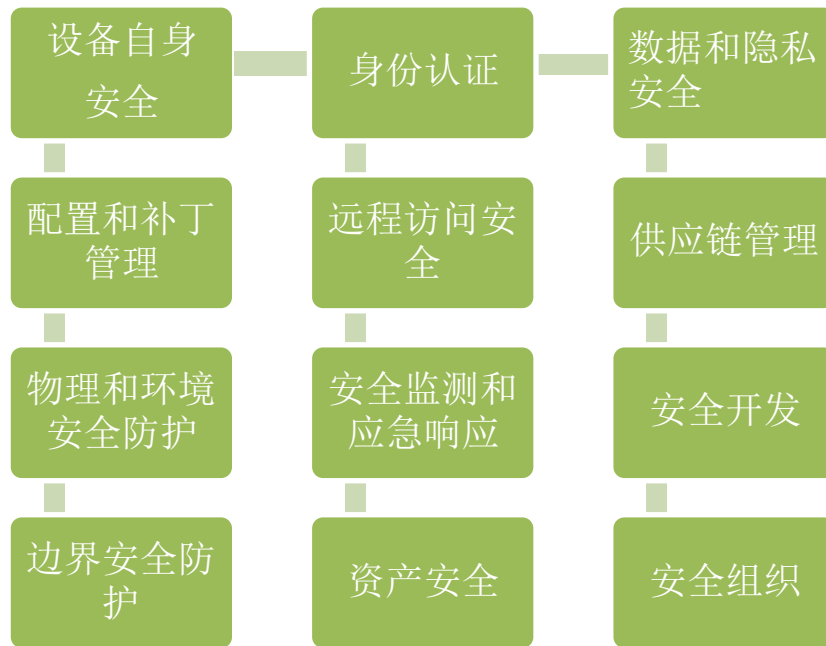 设备自身
安全
身份认证
数据和隐私
安全
配置和补丁
管理
远程访问安
全
供应链管理
物理和环境
安全防护
安全监测和
应急响应
安全开发
边界安全防
护
资产安全
安全组织